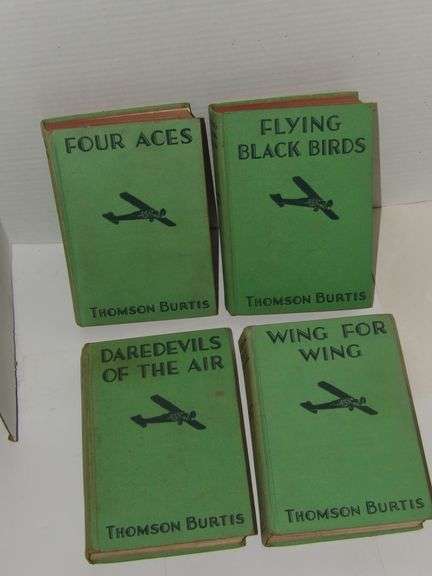 FOUR ACES
THOMSON BURTIS
FLYING
BLACK BIRDS
THOMSON BURTIS
DAREDEVILS
OF THE AIR
THOMSON BURTIS
WING FOR
WING
THOMSON BURTIS